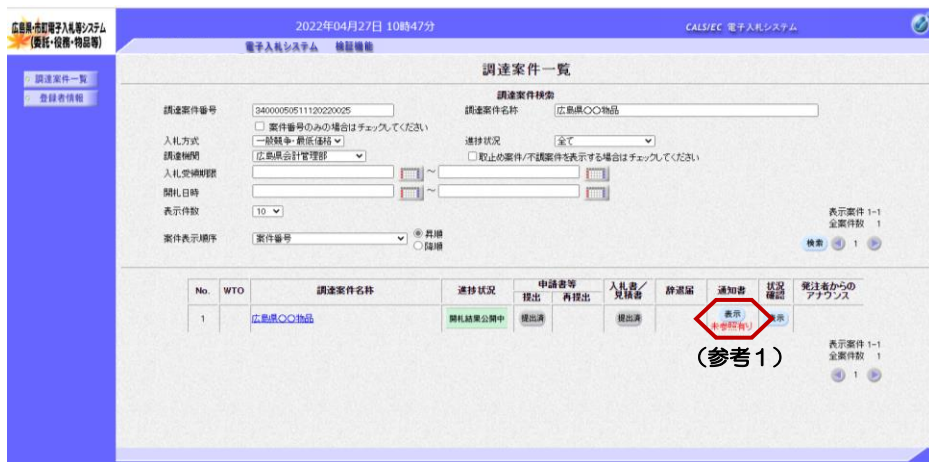 広島県・市町電子入札等システム
(委託・役務・物品等)
2022年04月27日 10時47分
CALS/EC 電子入札システム
電子入札システム 検証機能
調達案件一覧
登録者情報
調達案件一覧
調達案件検索
調達案件番号 34000050511120220025 調達案件名称 広島県〇〇物品
案件番号のみの場合はチェックしてください
入札方式 一般競争・最低価格 進捗状況 全て
調達機関 広島県会計管理部 取止め案件/不調案件を表示する場合はチェックしてください
入札受領期限 ~
開札日時 ~
表示件数 10
表示案件 1-1
全案件数 1
案件表示順序 案件番号 昇順
降順
検索 1
No. WTO 調達案件名称 進捗状況 申請書等 入札書/見積書 辞退届 通知書 状況確認 発注者からのアナウンス
提出 再提出
1 広島県〇〇物品 開札結果公開中 提出済 提出済 表示 表示
未参照有り
(参考1)
表示案件 1-1
全案件数 1
1